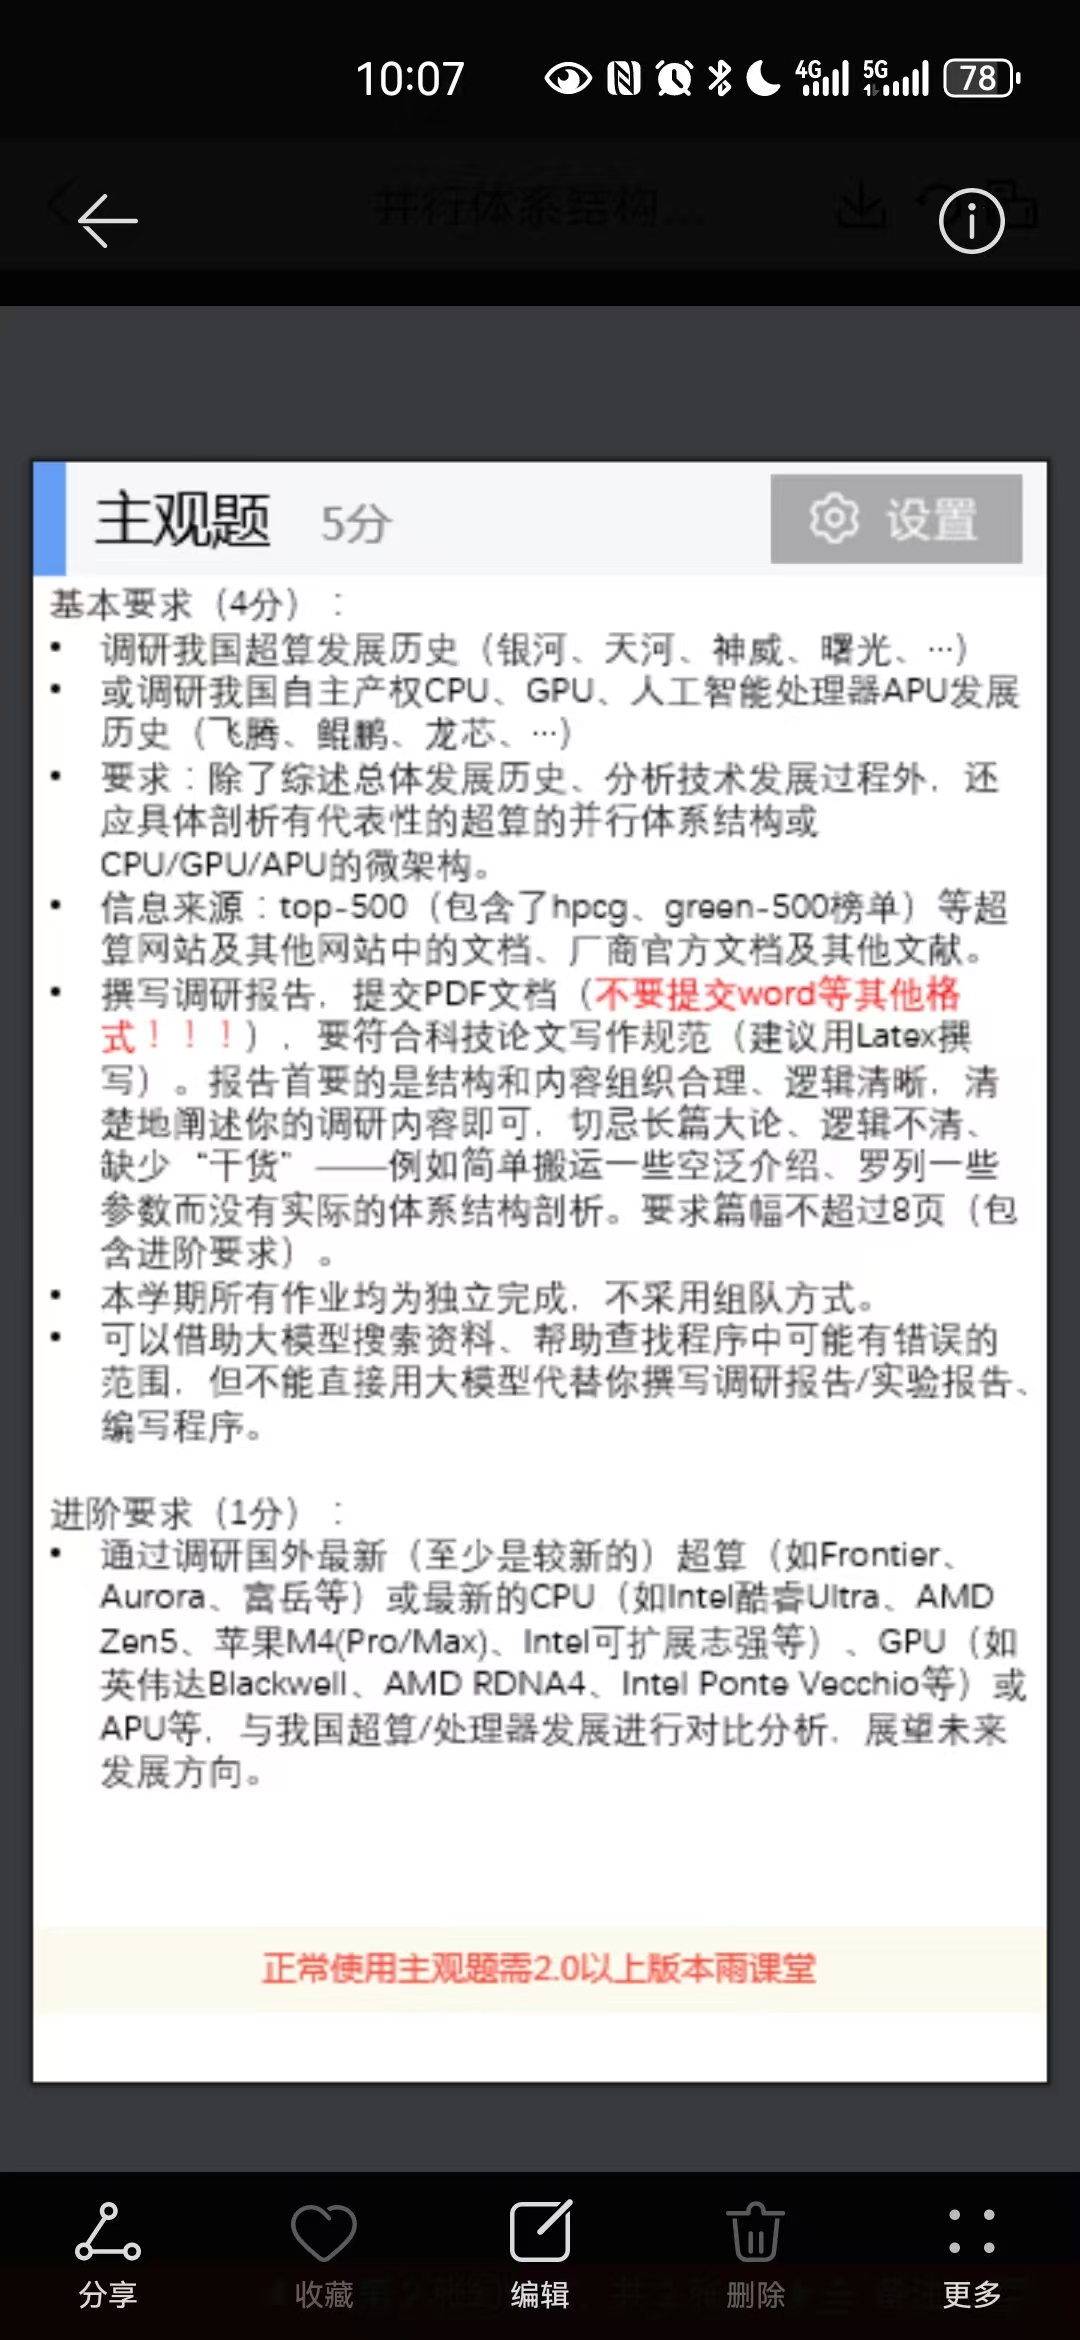 10:07
4G
5G
78
并行体系结构...
主观题 5分
设置
基本要求（4分）：
• 调研我国超算发展历史（银河、天河、神威、曙光、…）
• 或调研我国自主产权CPU、GPU、人工智能处理器APU发展
历史（飞腾、鲲鹏、龙芯、…）
• 要求：除了综述总体发展历史、分析技术发展过程外，还
应具体剖析有代表性的超算的并行体系结构或
CPU/GPU/APU的微架构。
• 信息来源：top-500（包含了hpcg、green-500榜单）等超
算网站及其他网站中的文档、厂商官方文档及其他文献。
• 撰写调研报告，提交PDF文档（不要提交word等其他格
式！！！），要符合科技论文写作规范（建议用Latex撰
写）。报告首要的是结构和内容组织合理、逻辑清晰，清
楚地阐述你的调研内容即可，切忌长篇大论、逻辑不清、
缺少“干货”——例如简单搬运一些空泛介绍、罗列一些
参数而没有实际的体系结构剖析。要求篇幅不超过8页（包
含进阶要求）。
• 本学期所有作业均为独立完成，不采用组队方式。
• 可以借助大模型搜索资料、帮助查找程序中可能有错误的
范围，但不能直接用大模型代替你撰写调研报告/实验报告、
编写程序。
进阶要求（1分）：
• 通过调研国外最新（至少是较新的）超算（如Frontier、
Aurora、富岳等）或最新的CPU（如Intel酷睿Ultra、AMD
Zen5、苹果M4(Pro/Max)、Intel可扩展志强等）、GPU（如
英伟达Blackwell、AMD RDNA4、Intel Ponte Vecchio等）或
APU等，与我国超算/处理器发展进行对比分析，展望未来
发展方向。
正常使用主观题需2.0以上版本雨课堂
分享
收藏
编辑
删除
更多